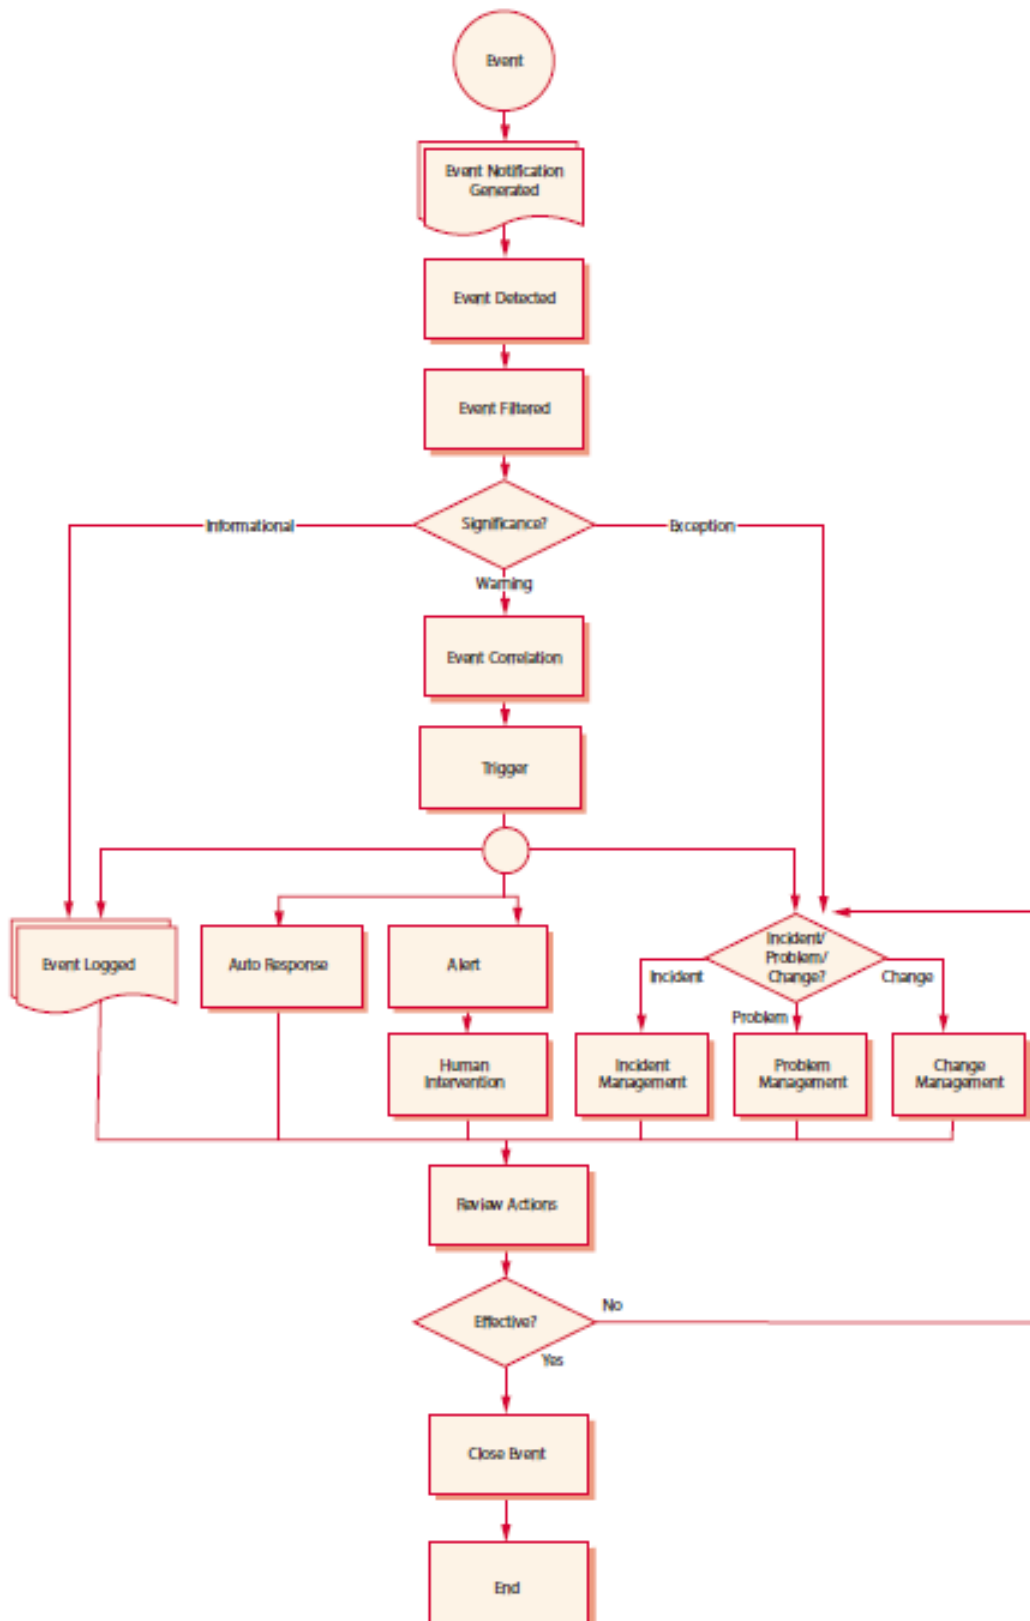 Event
Event Notification
Generated
Event Detected
Event Filtered
Informational
Significance?
Exception
Warning
Event Correlation
Trigger
Event Logged
Auto Response
Alert
Incident/
Problem/
Change?
Incident
Change
Problem
Human
Intervention
Incident
Management
Problem
Management
Change
Management
Review Actions
Effective?
No
Yes
Close Event
End